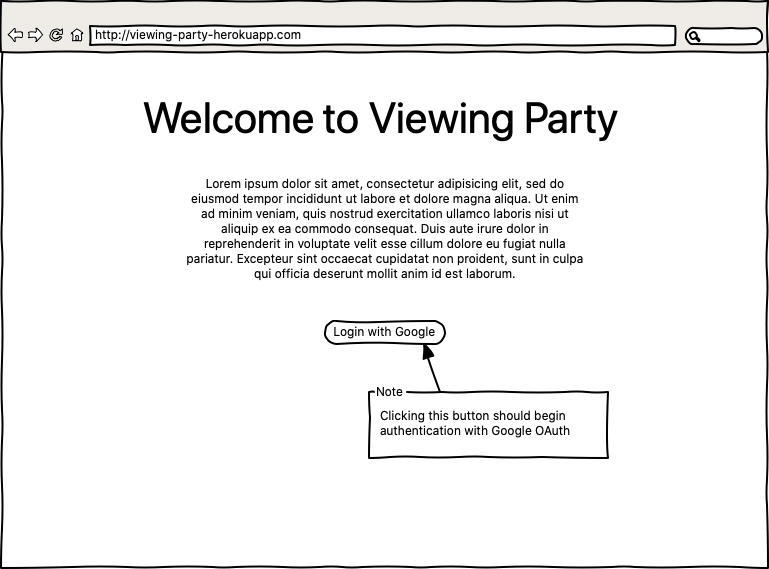 http://viewing-party-herokuapp.com
Welcome to Viewing Party
Lorem ipsum dolor sit amet, consectetur adipisicing elit, sed do
eiusmod tempor incididunt ut labore et dolore magna aliqua. Ut enim
ad minim veniam, quis nostrud exercitation ullamco laboris nisi ut
aliquip ex ea commodo consequat. Duis aute irure dolor in
reprehenderit in voluptate velit esse cillum dolore eu fugiat nulla
pariatur. Excepteur sint occaecat cupidatat non proident, sunt in culpa
qui officia deserunt mollit anim id est laborum.
Login with Google
Note
Clicking this button should begin
authentication with Google OAuth